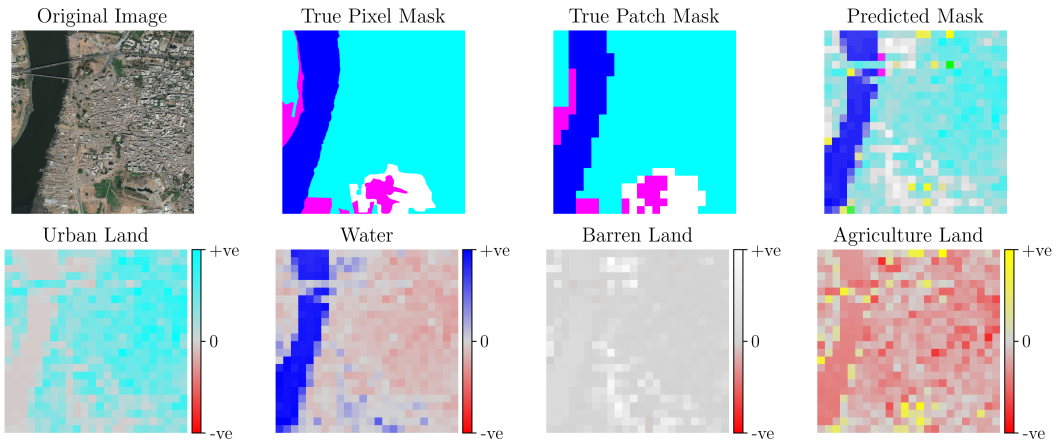 Original Image
True Pixel Mask
True Patch Mask
Predicted Mask
Urban Land
Water
Barren Land
Agriculture Land
+ve
0
-ve
+ve
0
-ve
+ve
0
-ve
+ve
0
-ve